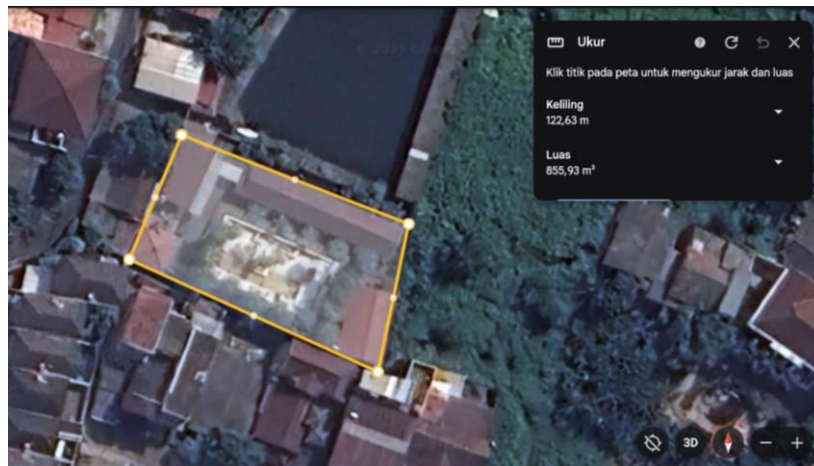 Ukur
Klik titik pada peta untuk mengukur jarak dan luas
Keliling
122,63 m
Luas
855,93 m²
3D